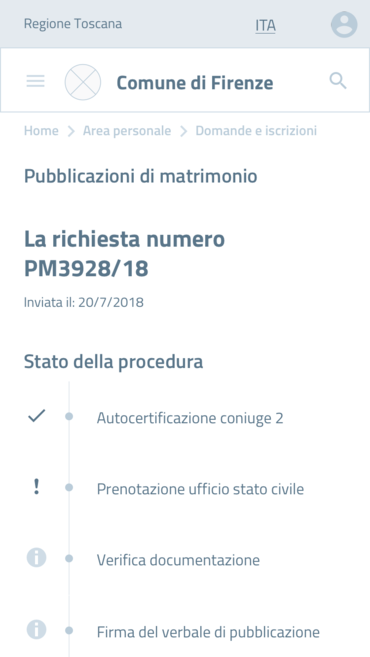 Regione Toscana
ITA
Comune di Firenze
Home
Area personale
Domande e iscrizioni
Pubblicazioni di matrimonio
La richiesta numero
PM3928/18
Inviata il: 20/7/2018
Stato della procedura
Autocertificazione coniuge 2
Prenotazione ufficio stato civile
Verifica documentazione
Firma del verbale di pubblicazione